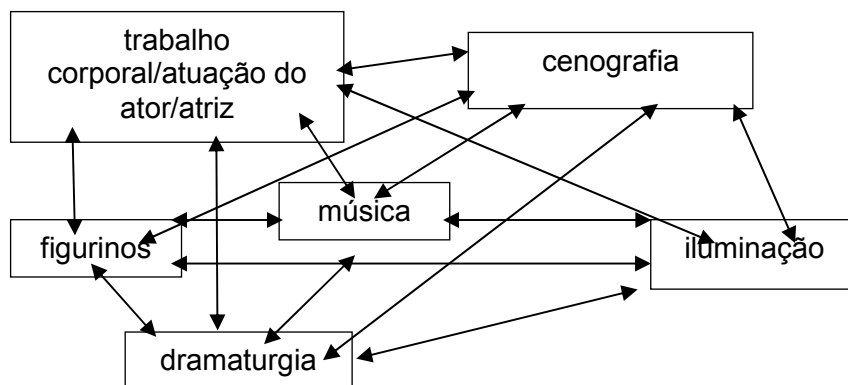 trabalho
corporal/atuação do
ator/atriz
cenografia
música
figurinos
iluminação
dramaturgia